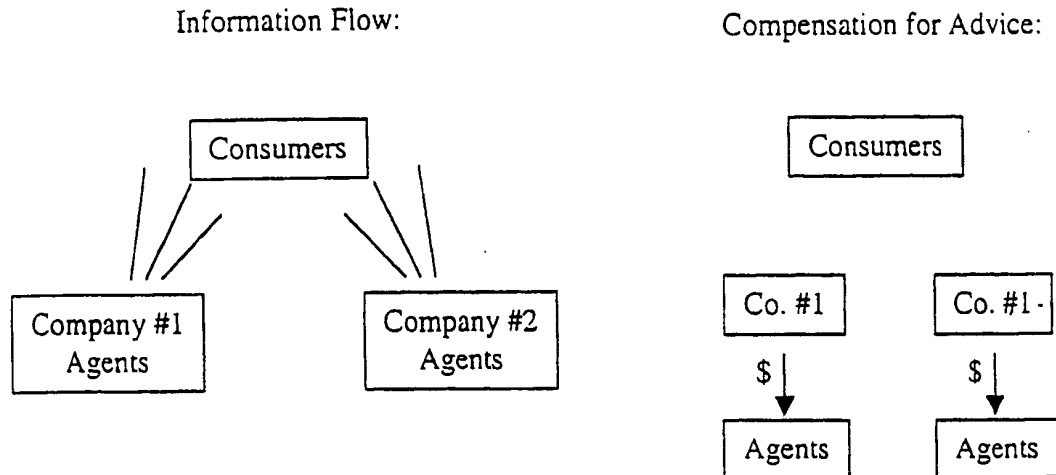 Information Flow:
Consumers
Company #1
Agents
Company #2
Agents
Compensation for Advice:
Consumers
Co. #1
Co. #1
$
$
Agents
Agents